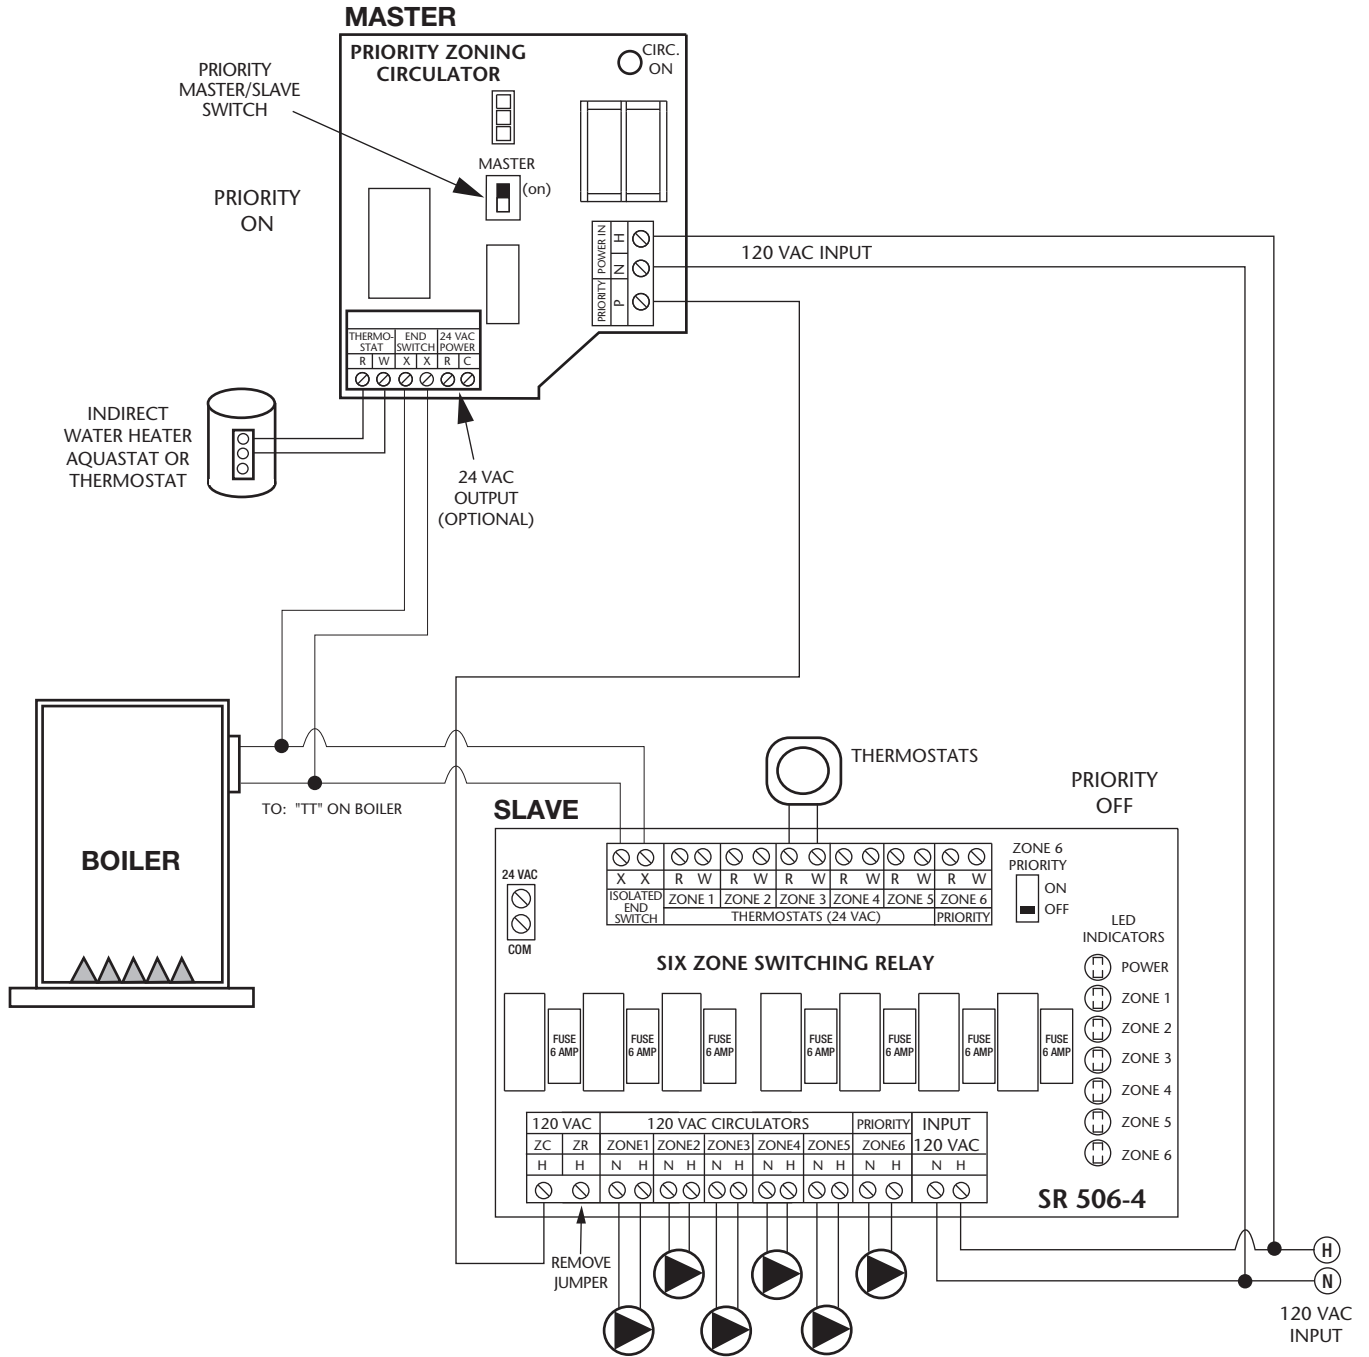 MASTER
PRIORITY ZONING
CIRCULATOR
CIRC.
ON
PRIORITY
MASTER/SLAVE
SWITCH
MASTER
(on)
PRIORITY
ON
POWER IN
H
N
PRIORITY
P
120 VAC INPUT
THERMO-
STAT
END
SWITCH
24 VAC
POWER
R W X X R C
INDIRECT
WATER HEATER
AQUASTAT OR
THERMOSTAT
24 VAC
OUTPUT
(OPTIONAL)
THERMOSTATS
PRIORITY
OFF
TO: "TT" ON BOILER
SLAVE
BOILER
24 VAC
COM
X X R W R W R W R W R W R W
ISOLATED
END
SWITCH
ZONE 1 ZONE 2 ZONE 3 ZONE 4 ZONE 5 ZONE 6
THERMOSTATS (24 VAC) PRIORITY
ZONE 6
PRIORITY
ON
OFF
LED
INDICATORS
POWER
ZONE 1
ZONE 2
ZONE 3
ZONE 4
ZONE 5
ZONE 6
SIX ZONE SWITCHING RELAY
FUSE
6 AMP
FUSE
6 AMP
FUSE
6 AMP
FUSE
6 AMP
FUSE
6 AMP
FUSE
6 AMP
FUSE
6 AMP
120 VAC 120 VAC CIRCULATORS PRIORITY INPUT
ZC ZR ZONE1 ZONE2 ZONE3 ZONE4 ZONE5 ZONE6 120 VAC
H H N H N H N H N H N H N H N H
SR 506-4
REMOVE
JUMPER
H
N
120 VAC
INPUT